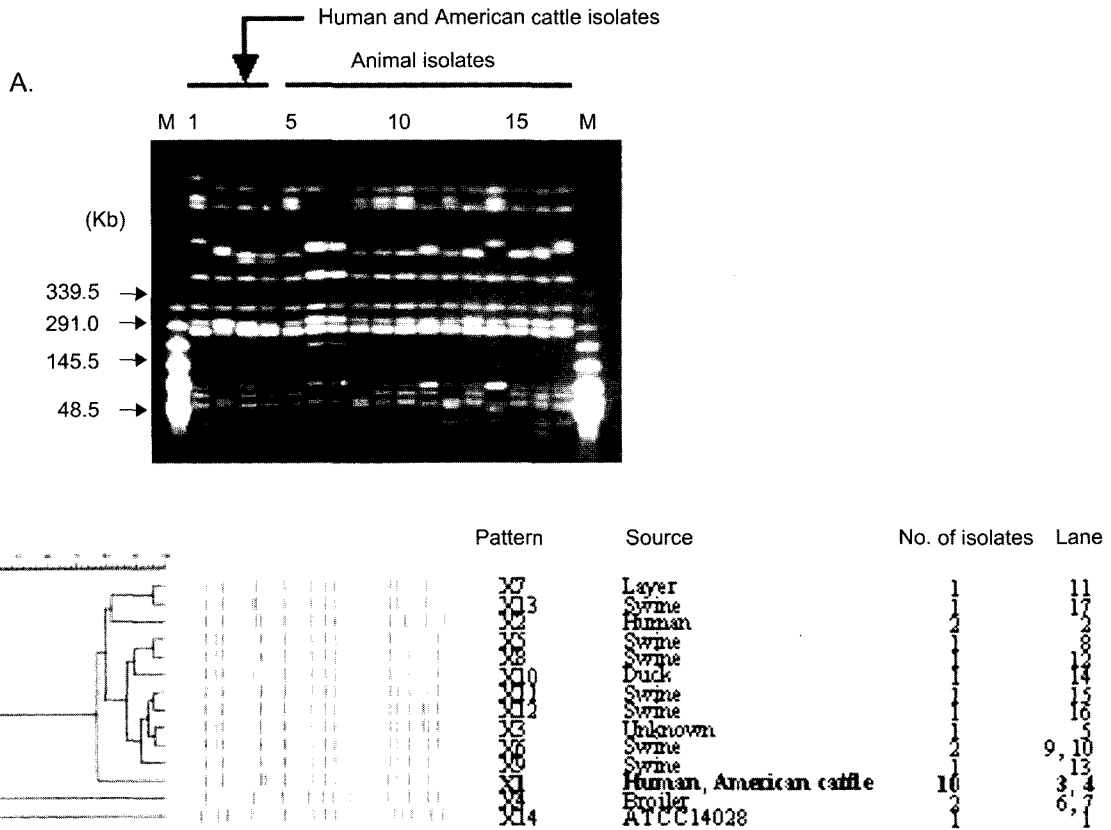 Human and American cattle isolates
Animal isolates
A.
M 1 5 10 15 M
(Kb)
339.5
291.0
145.5
48.5
Pattern Source No. of isolates Lane
X7 Layer 1 11
X13 Swine 1 17
X2 Human 2 2
X5 Swine 1 8
X8 Swine 1 12
X10 Duck 1 14
X11 Swine 1 15
X12 Swine 1 16
X3 Unknown 1 5
X6 Swine 2 9, 10
X9 Swine 1 13
X1 Human, American cattle 10 3, 4
X4 Broiler 2 6, 7
X14 ATCC14028 1 1